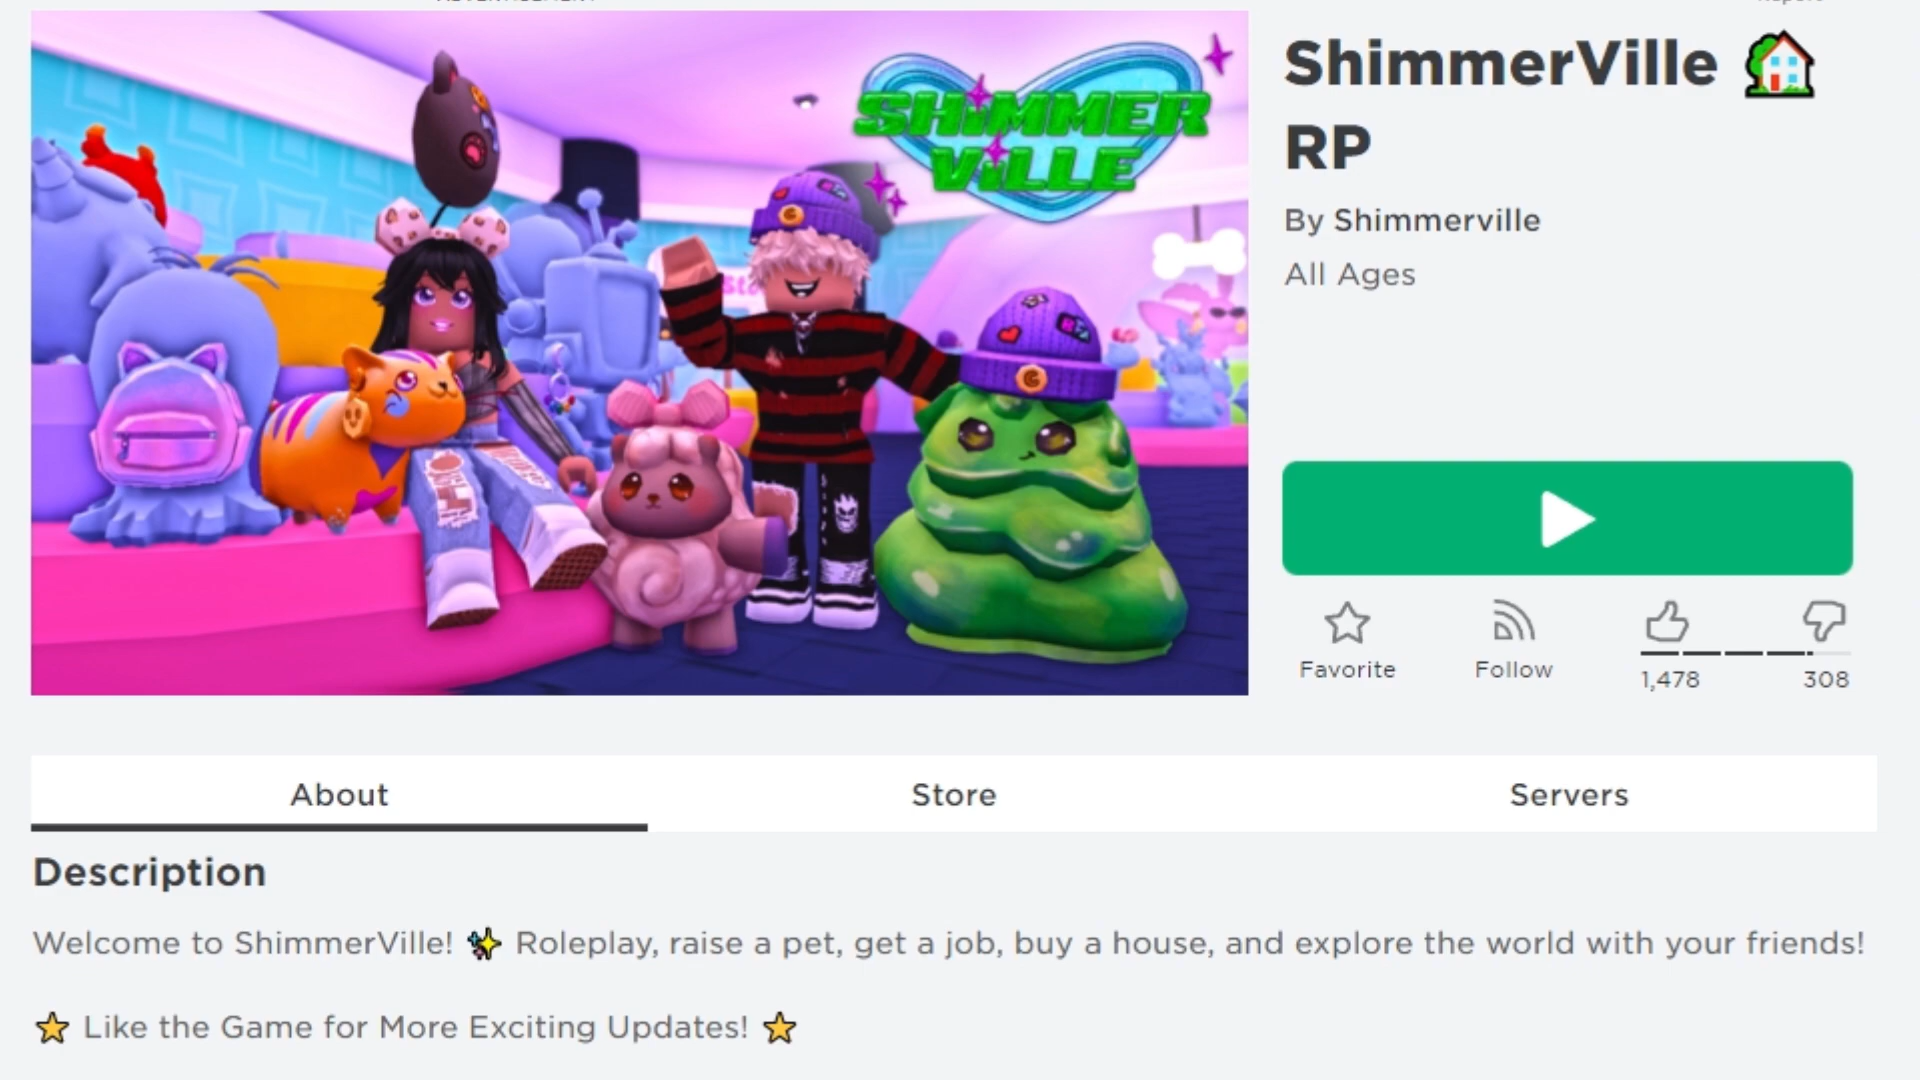 ADVERTISEMENT
Report
SHIMMER
VILLE
ShimmerVille
RP
By Shimmerville
All Ages
Favorite
Follow
1,478
308
About
Store
Servers
Description
Welcome to ShimmerVille! ✨ Roleplay, raise a pet, get a job, buy a house, and explore the world with your friends!
⭐ Like the Game for More Exciting Updates! ⭐